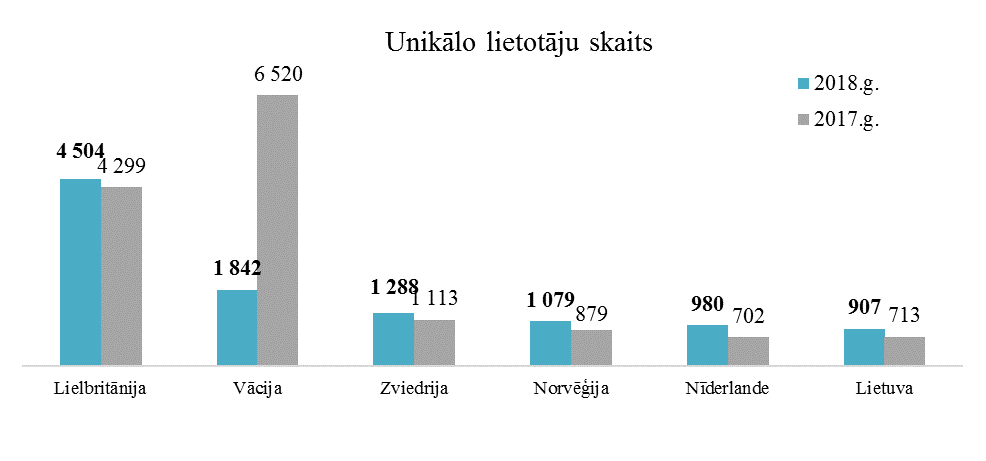 Unikālo lietotāju skaits
2018.g.
2017.g.
4 504
4 299
1 842
6 520
1 288
1 113
1 079
879
980
702
907
713
Lielbritānija
Vācija
Zviedrija
Norvēģija
Nīderlande
Lietuva